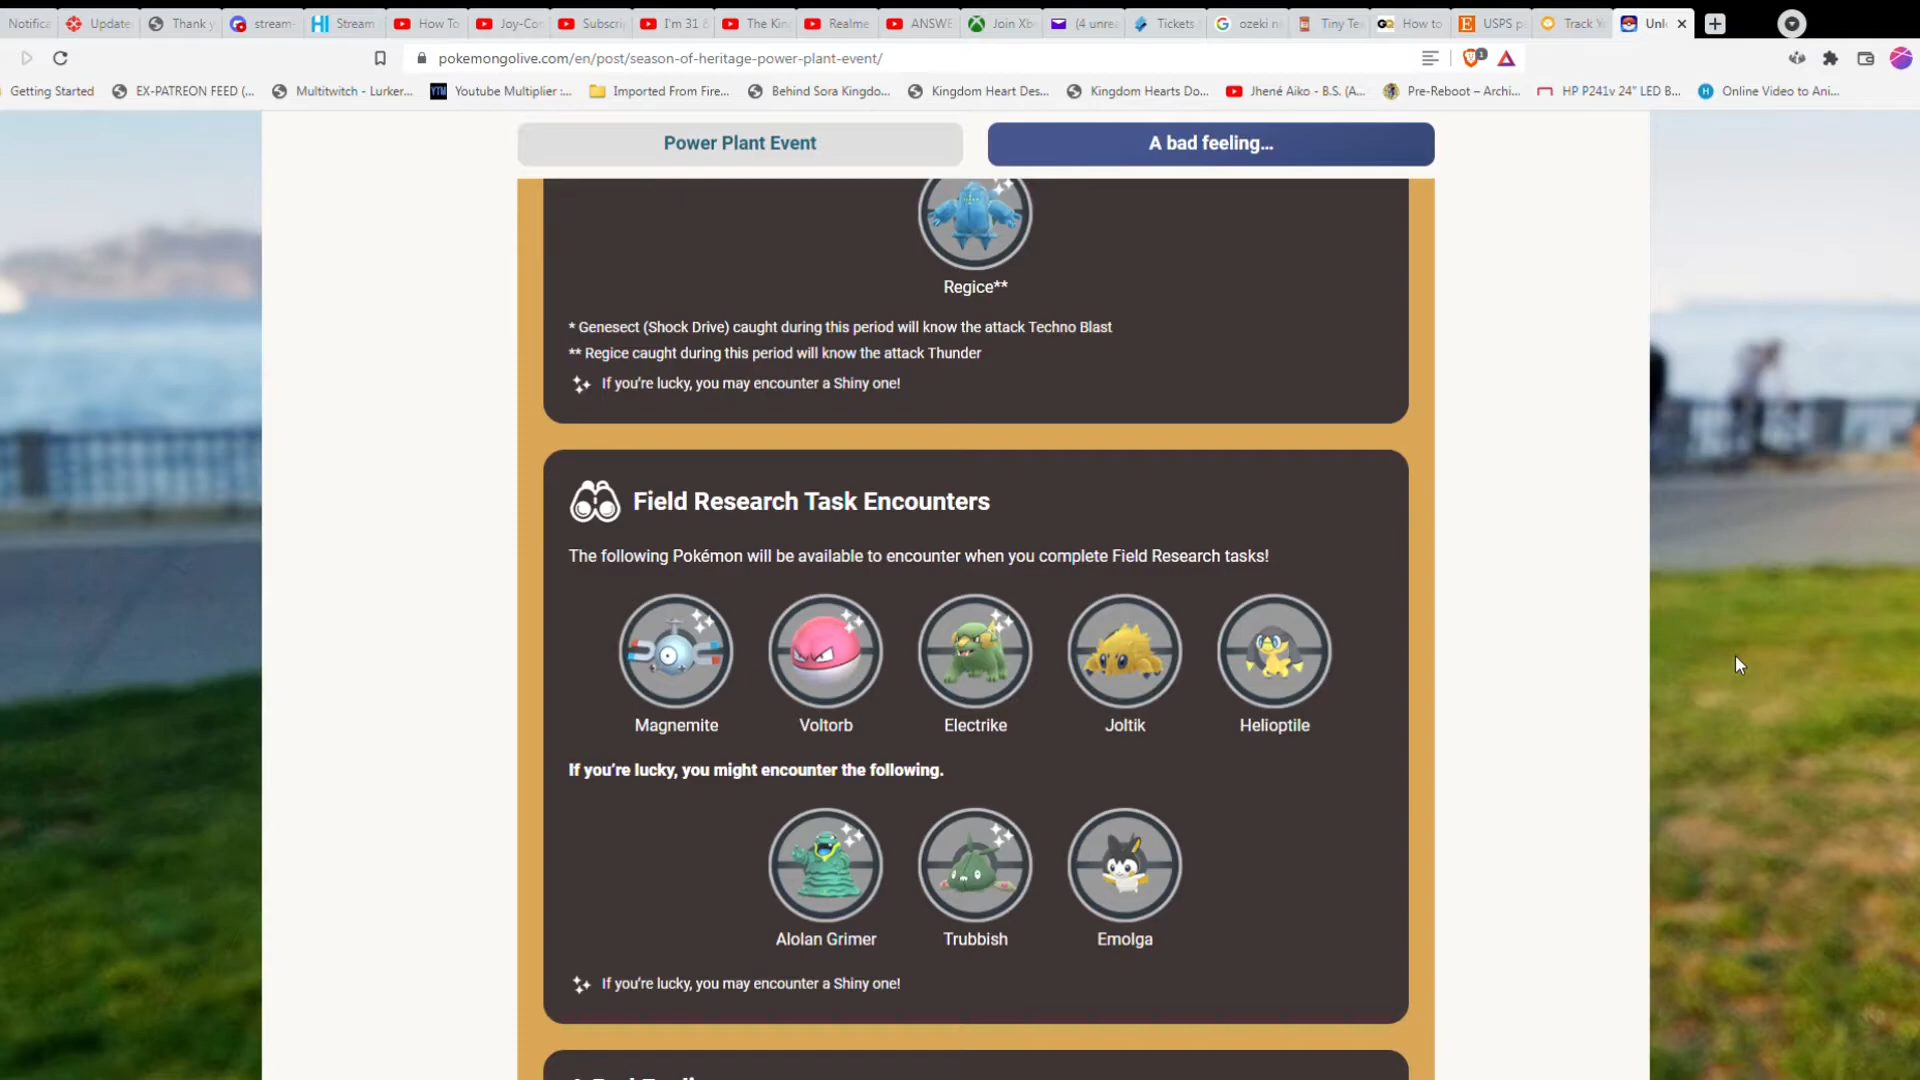 Notifica
Update
Thank y
stream-
Stream
How To
Joy-Cor
Subscri
I'm 31 &
The Kin
Realme
ANSWE
Join Xb
(4 unrea
Tickets
ozeki n
Tiny Te
How to
USPS p
Track Y
Unl
pokemongolive.com/en/post/season-of-heritage-power-plant-event/
1
Getting Started
EX-PATREON FEED (...
Multitwitch - Lurker...
YTM
Youtube Multiplier :...
Imported From Fire...
Behind Sora Kingdo...
Kingdom Heart Des...
Kingdom Hearts Do...
Jhené Aiko - B.S. (A...
Pre-Reboot – Archi...
HP P241v 24" LED B...
Online Video to Ani...
Power Plant Event
A bad feeling...
Regice**
* Genesect (Shock Drive) caught during this period will know the attack Techno Blast
** Regice caught during this period will know the attack Thunder
If you're lucky, you may encounter a Shiny one!
Field Research Task Encounters
The following Pokémon will be available to encounter when you complete Field Research tasks!
Magnemite
Voltorb
Electrike
Joltik
Helioptile
If you're lucky, you might encounter the following.
Alolan Grimer
Trubbish
Emolga
If you're lucky, you may encounter a Shiny one!